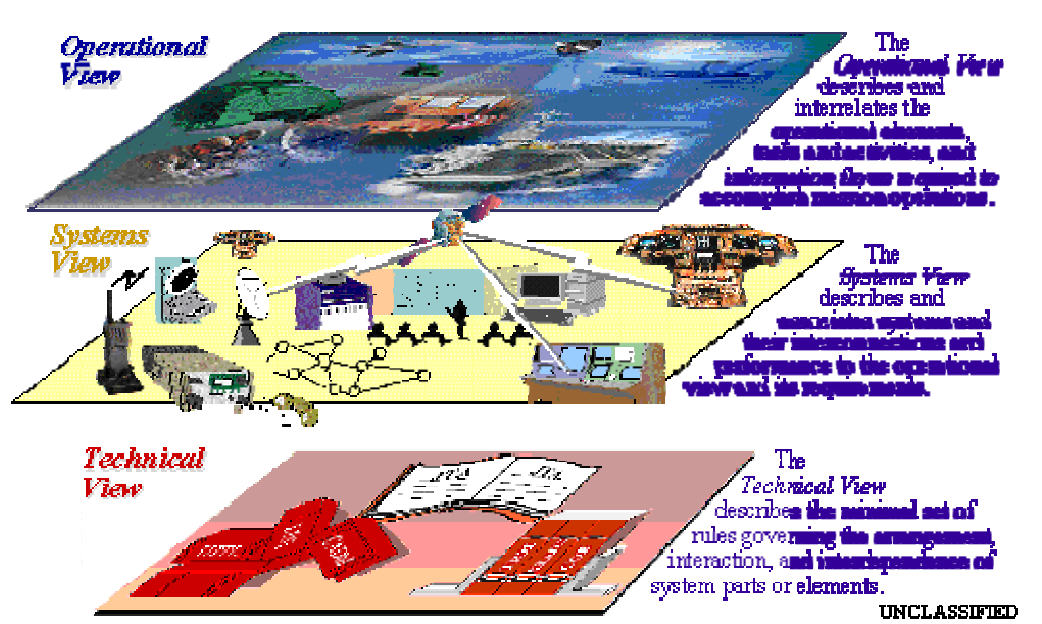 Operational
View
The
Operational View
describes and
interrelates the
operational elements,
tasks and activities, and
information flows required to
accomplish mission operations.
Systems
View
The
Systems View
describes and
associates systems and
their interconnections and
performance to the operational
view and its requirements.
Technical
View
JTA
JTA
The
Technical View
describes the minimal set of
rules governing the arrangement,
interaction, and interdependence of
system parts or elements.
UNCLASSIFIED